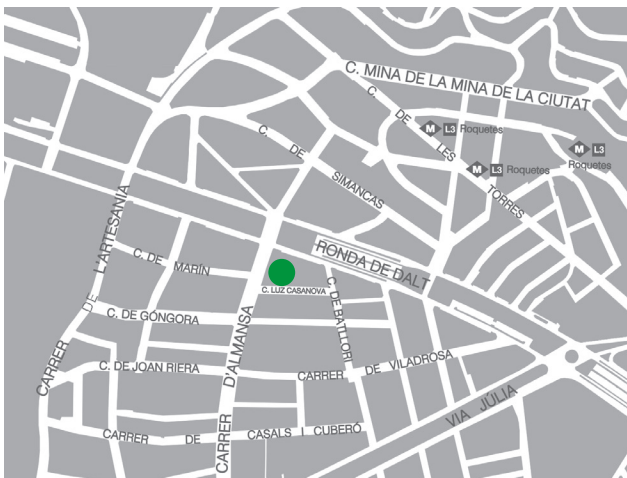 C. MINA DE LA MINA DE LA CIUTAT
C. DE LES TORRES
M L3 Roquetes
M L3
Roquetes
M L3 Roquetes
C. DE SIMANCAS
CARRER DE L'ARTESANIA
RONDA DE DALT
C. DE MARÍN
C. LUZ CASANOVA
C. DE BATLLORI
C. DE GÓNGORA
CARRER D'ALMANSA
C. DE JOAN RIERA
CARRER DE VILADROSA
VIA JÚLIA
CARRER DE CASALS I CUBERÓ